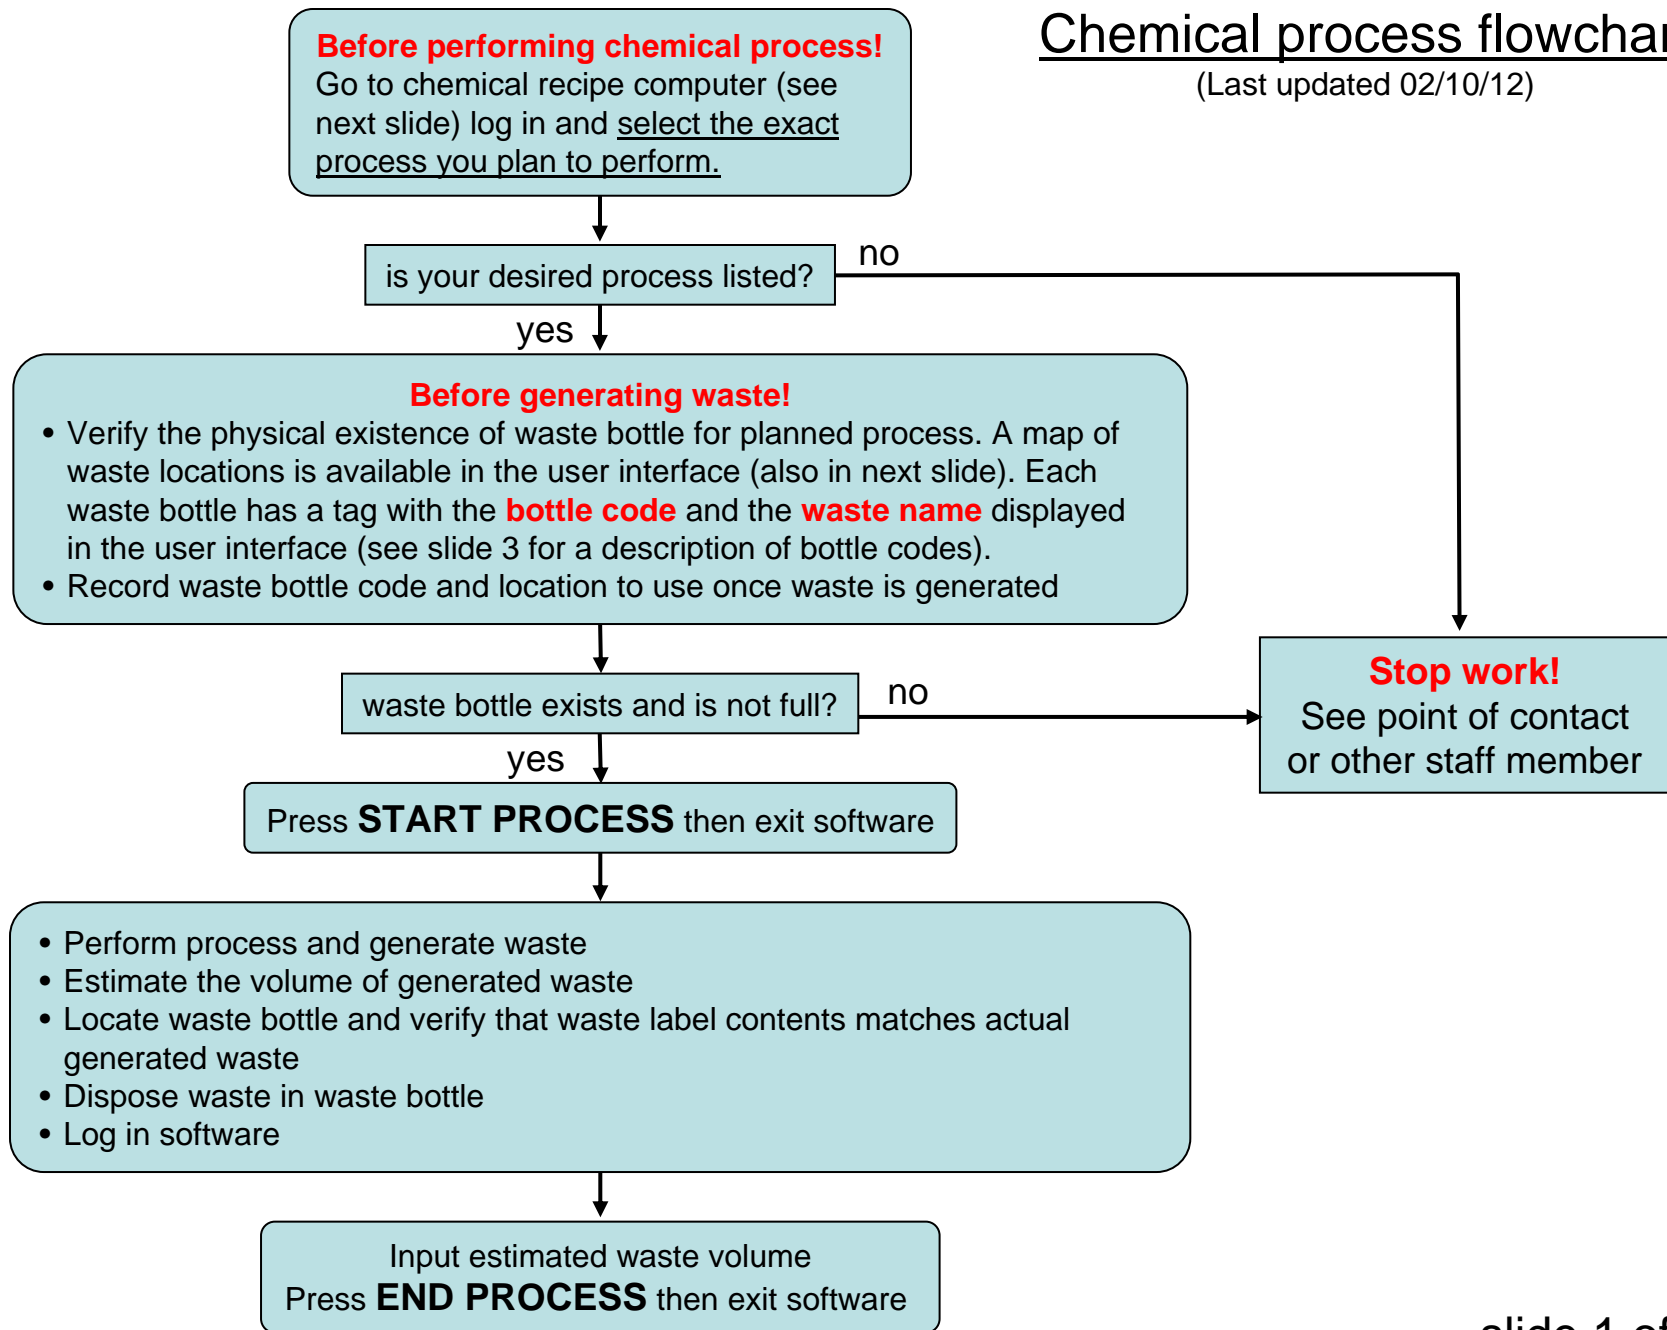 Chemical process flowchar
(Last updated 02/10/12)
Before performing chemical process!
Go to chemical recipe computer (see
next slide) log in and select the exact
process you plan to perform.
is your desired process listed?
no
yes
Before generating waste!
• Verify the physical existence of waste bottle for planned process. A map of
waste locations is available in the user interface (also in next slide). Each
waste bottle has a tag with the bottle code and the waste name displayed
in the user interface (see slide 3 for a description of bottle codes).
• Record waste bottle code and location to use once waste is generated
waste bottle exists and is not full?
no
Stop work!
See point of contact
or other staff member
yes
Press START PROCESS then exit software
• Perform process and generate waste
• Estimate the volume of generated waste
• Locate waste bottle and verify that waste label contents matches actual
generated waste
• Dispose waste in waste bottle
• Log in software
Input estimated waste volume
Press END PROCESS then exit software
slide 1 of